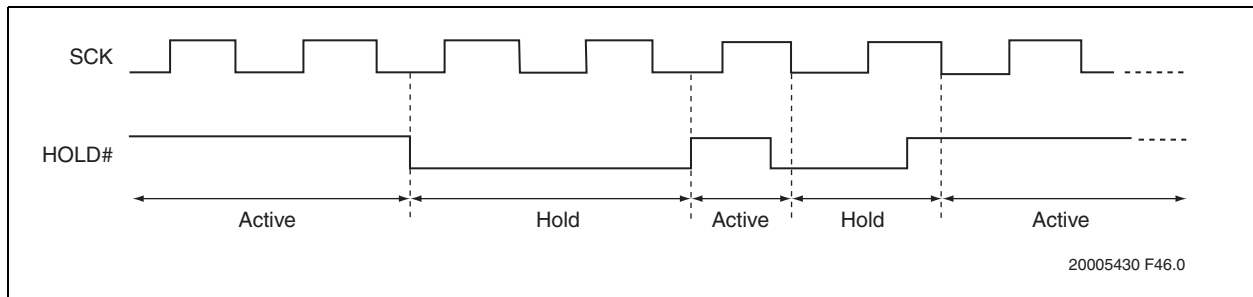 SCK
HOLD#
Active Hold Active Hold Active
20005430 F46.0